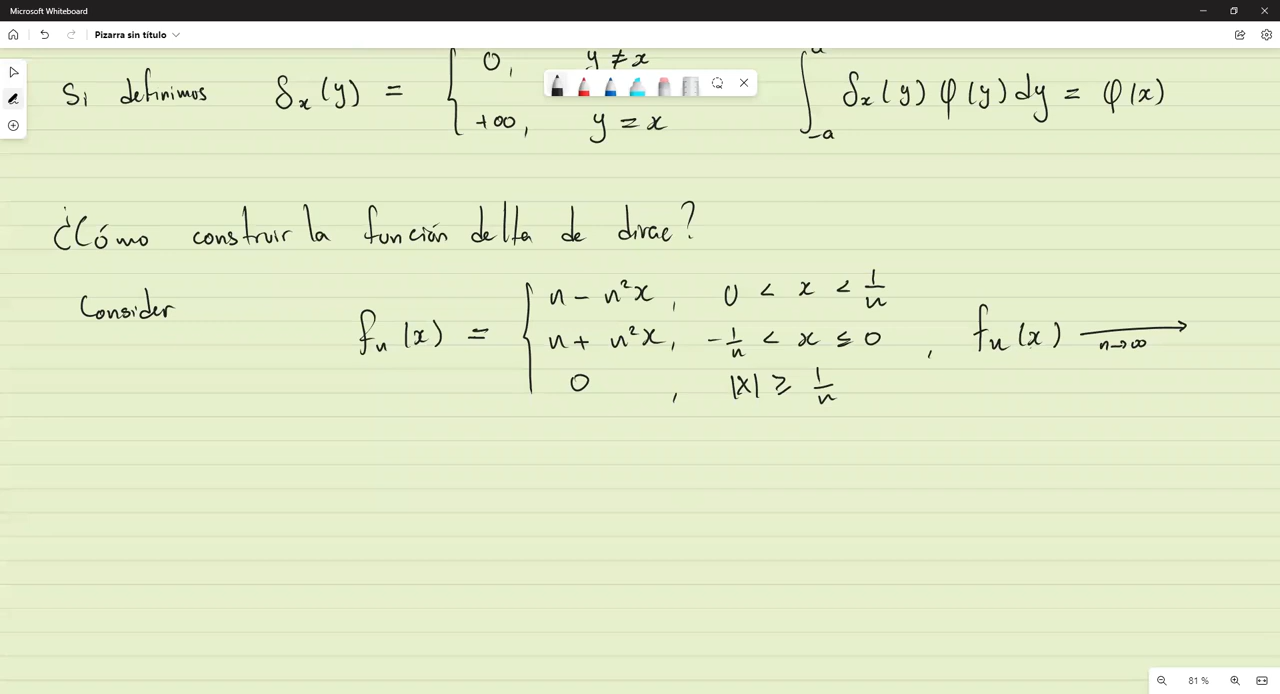 Microsoft Whiteboard
Pizarra sin título
Si definimos δ_x(y) = { 0, y ≠ x
+∞, y = x
∫_{-a}^{a} δ_x(y) φ(y) dy = φ(x)
¿Cómo construir la función delta de dirac?
Consider f_n(x) = { n - n²x, 0 < x < 1/n
n + n²x, -1/n < x ≤ 0
0, |x| ≥ 1/n
, f_n(x) ⟶_{n→∞}
81 %